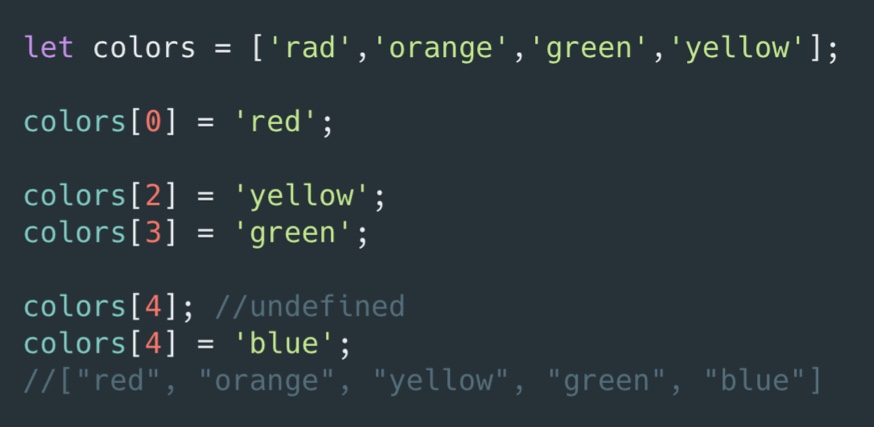 let colors = ['rad','orange','green','yellow'];
colors[0] = 'red';
colors[2] = 'yellow';
colors[3] = 'green';
colors[4]; //undefined
colors[4] = 'blue';
//["red", "orange", "yellow", "green", "blue"]